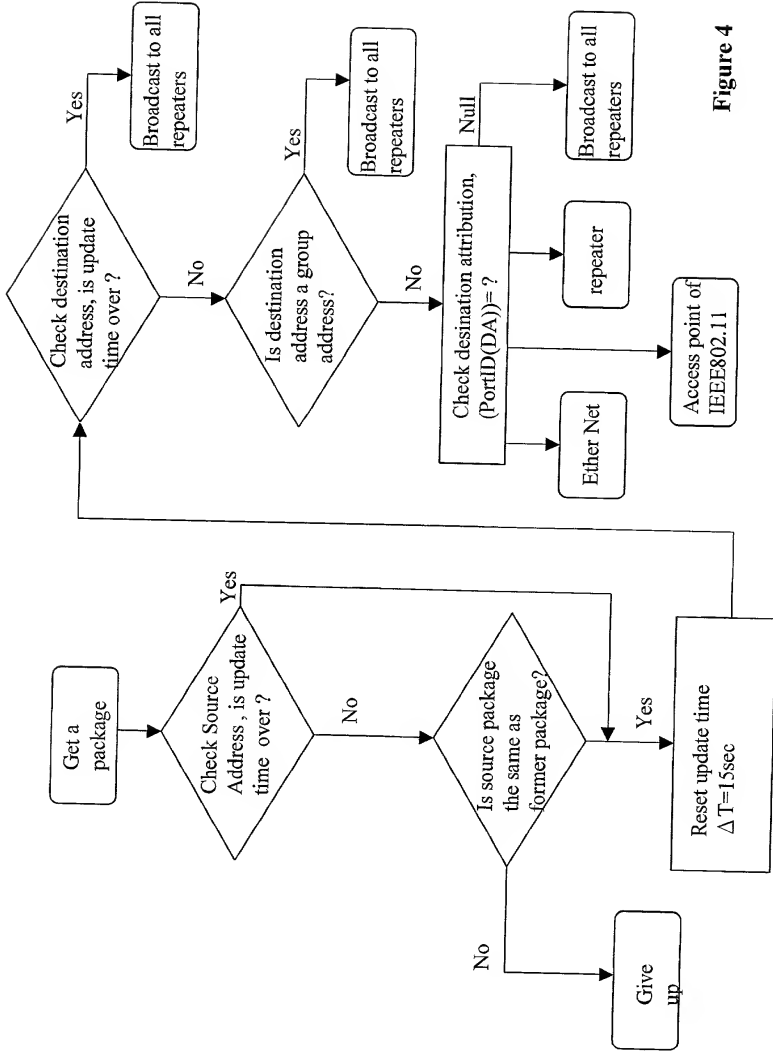 Get a
package
Check Source
Address , is update
time over ?
Yes
No
Is source package
the same as
former package?
No
Yes
Give
up
Reset update time
ΔT=15sec
Check destination
address, is update
time over ?
Yes
Broadcast to all
repeaters
No
Is destination
address a group
address?
Yes
Broadcast to all
repeaters
No
Check desination attribution,
(PortID(DA))= ?
Null
Broadcast to all
repeaters
Ether Net
Access point of
IEEE802.11
repeater
Figure 4